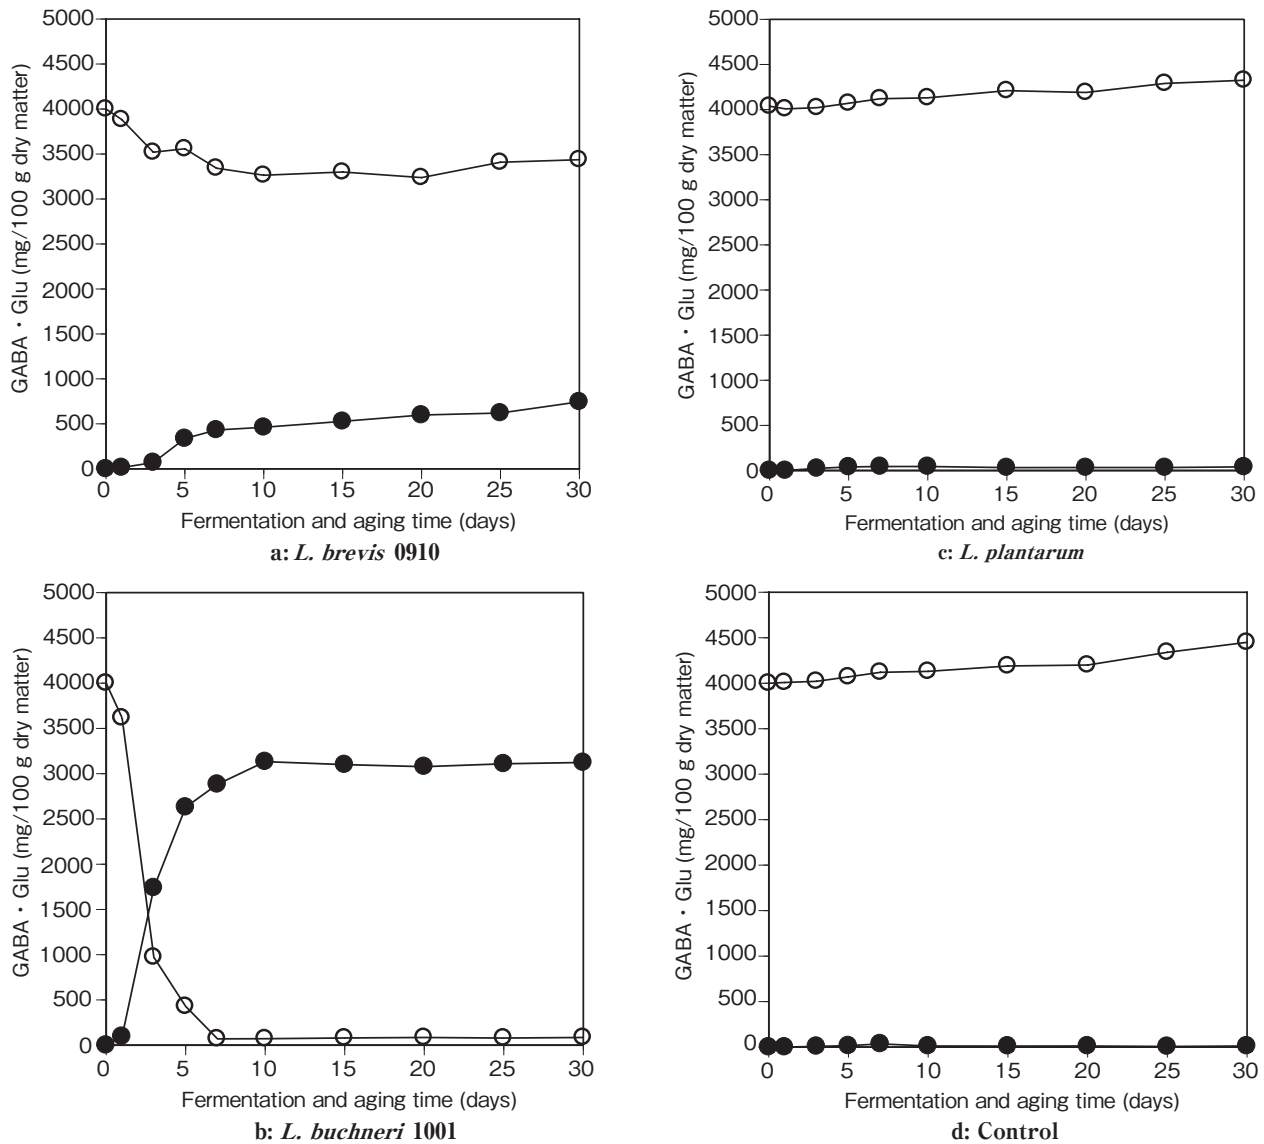 5000
4500
4000
3500
3000
2500
2000
1500
1000
500
0
GABA・Glu (mg/100 g dry matter)
0 5 10 15 20 25 30
Fermentation and aging time (days)
a: L. brevis 0910
5000
4500
4000
3500
3000
2500
2000
1500
1000
500
0
GABA・Glu (mg/100 g dry matter)
0 5 10 15 20 25 30
Fermentation and aging time (days)
c: L. plantarum
5000
4500
4000
3500
3000
2500
2000
1500
1000
500
0
GABA・Glu (mg/100 g dry matter)
0 5 10 15 20 25 30
Fermentation and aging time (days)
b: L. buchneri 1001
5000
4500
4000
3500
3000
2500
2000
1500
1000
500
0
GABA・Glu (mg/100 g dry matter)
0 5 10 15 20 25 30
Fermentation and aging time (days)
d: Control